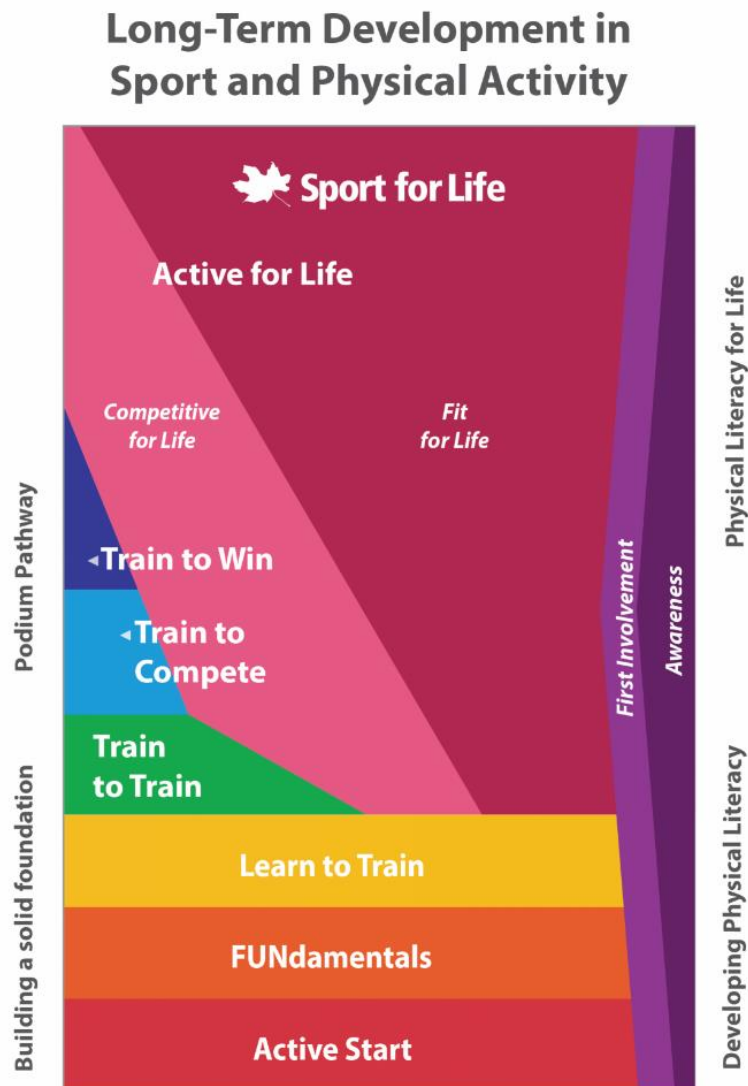 Long-Term Development in
Sport and Physical Activity
Sport for Life
Active for Life
Competitive
for Life
Fit
for Life
Train to Win
Train to
Compete
Train
to Train
Learn to Train
FUNdamentals
Active Start
Podium Pathway
Building a solid foundation
First Involvement
Awareness
Physical Literacy for Life
Developing Physical Literacy